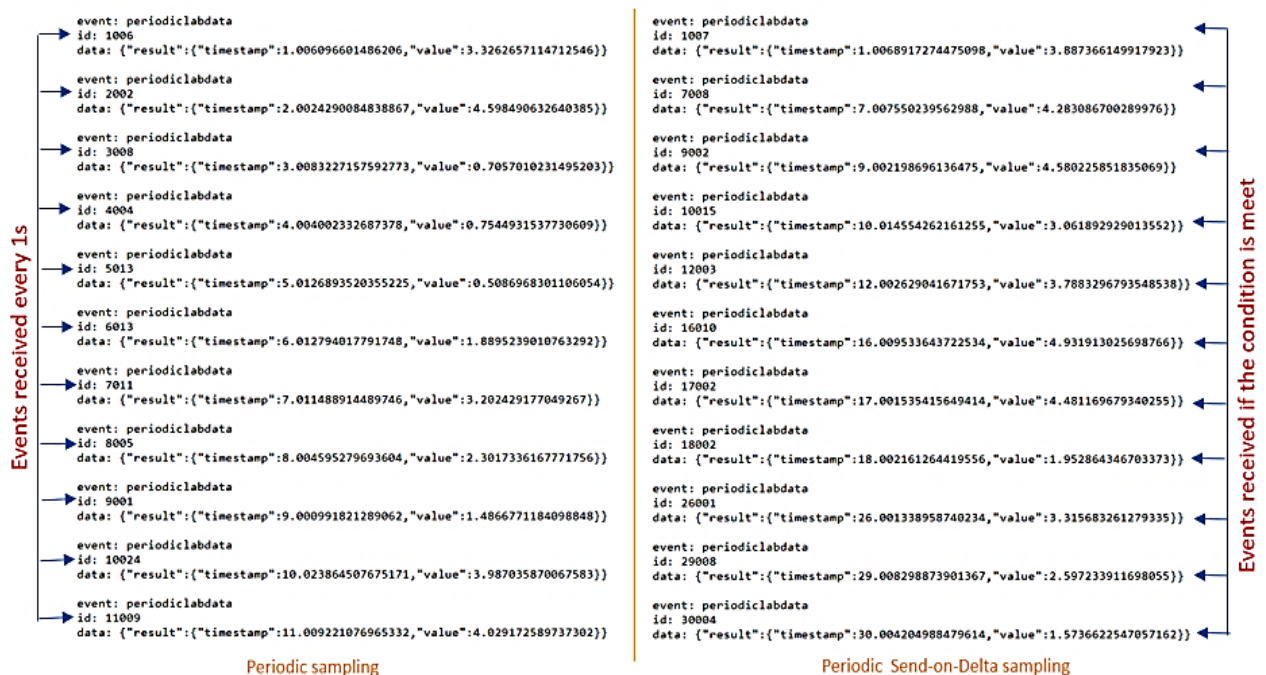 Events received every 1s
event: periodiclabdata
id: 1006
data: {"result":{"timestamp":1.006096601486206,"value":3.3262657114712546}}
event: periodiclabdata
id: 2002
data: {"result":{"timestamp":2.0024290084838867,"value":4.598490632640385}}
event: periodiclabdata
id: 3008
data: {"result":{"timestamp":3.0083227157592773,"value":0.7057010231495203}}
event: periodiclabdata
id: 4004
data: {"result":{"timestamp":4.004002332687378,"value":0.7544931537730609}}
event: periodiclabdata
id: 5013
data: {"result":{"timestamp":5.0126893520355225,"value":0.5086968301106054}}
event: periodiclabdata
id: 6013
data: {"result":{"timestamp":6.012794017791748,"value":1.8895239010763292}}
event: periodiclabdata
id: 7011
data: {"result":{"timestamp":7.011488914489746,"value":3.202429177049267}}
event: periodiclabdata
id: 8005
data: {"result":{"timestamp":8.004595279693604,"value":2.3017336167771756}}
event: periodiclabdata
id: 9001
data: {"result":{"timestamp":9.000991821289062,"value":1.4866771184098848}}
event: periodiclabdata
id: 10024
data: {"result":{"timestamp":10.023864507675171,"value":3.987035870067583}}
event: periodiclabdata
id: 11009
data: {"result":{"timestamp":11.009221076965332,"value":4.029172589737302}}
Periodic sampling
event: periodiclabdata
id: 1007
data: {"result":{"timestamp":1.0068917274475098,"value":3.887366149917923}}
event: periodiclabdata
id: 7008
data: {"result":{"timestamp":7.007550239562988,"value":4.283086700289976}}
event: periodiclabdata
id: 9002
data: {"result":{"timestamp":9.002198696136475,"value":4.580225851835069}}
event: periodiclabdata
id: 10015
data: {"result":{"timestamp":10.014554262161255,"value":3.061892929013552}}
event: periodiclabdata
id: 12003
data: {"result":{"timestamp":12.002629041671753,"value":3.7883296793548538}}
event: periodiclabdata
id: 16010
data: {"result":{"timestamp":16.009533643722534,"value":4.931913025698766}}
event: periodiclabdata
id: 17002
data: {"result":{"timestamp":17.001535415649414,"value":4.481169679340255}}
event: periodiclabdata
id: 18002
data: {"result":{"timestamp":18.002161264419556,"value":1.952864346703373}}
event: periodiclabdata
id: 26001
data: {"result":{"timestamp":26.001338958740234,"value":3.315683261279335}}
event: periodiclabdata
id: 29008
data: {"result":{"timestamp":29.008298873901367,"value":2.597233911698055}}
event: periodiclabdata
id: 30004
data: {"result":{"timestamp":30.004204988479614,"value":1.5736622547057162}}
Periodic Send-on-Delta sampling
Events received if the condition is meet